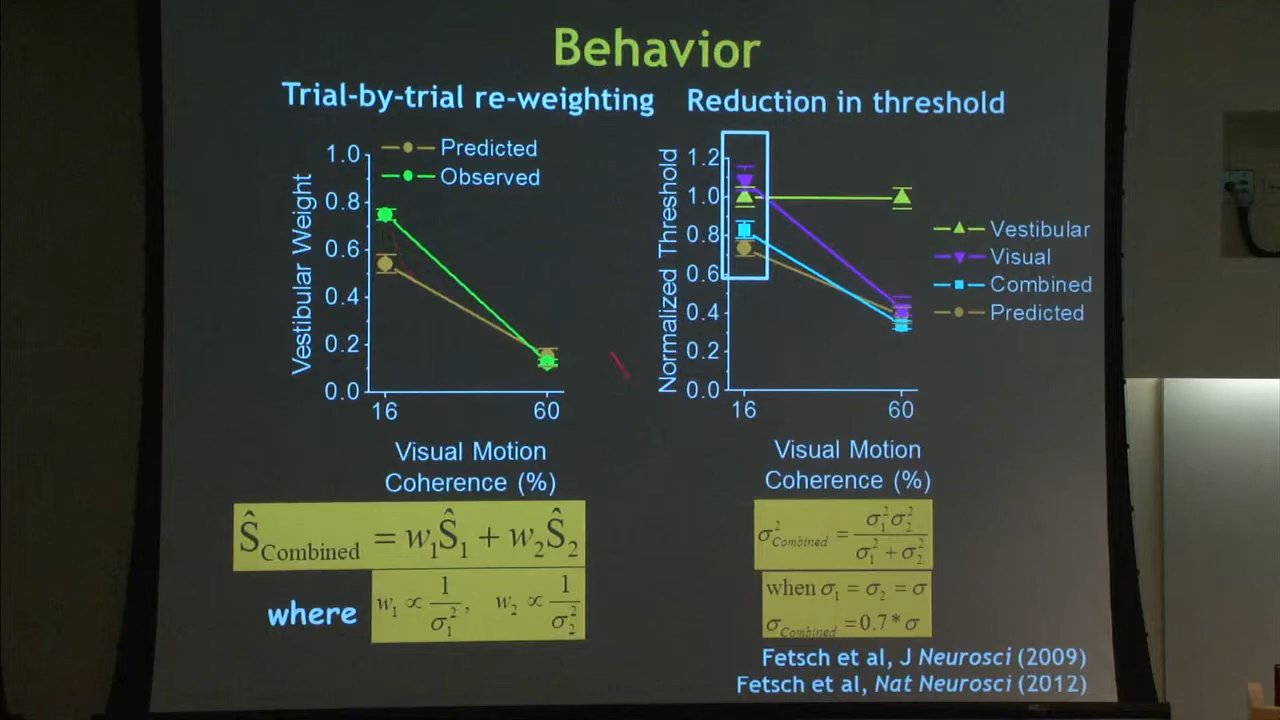 Behavior
Trial-by-trial re-weighting
Reduction in threshold
Predicted
Observed
Vestibular Weight
1.0
0.8
0.6
0.4
0.2
0.0
16
60
Visual Motion
Coherence (%)
Normalized Threshold
1.2
1.0
0.8
0.6
0.4
0.2
0.0
16
60
Visual Motion
Coherence (%)
Vestibular
Visual
Combined
Predicted
Ŝ_Combined = w₁Ŝ₁ + w₂Ŝ₂
where w₁ ∝ 1/σ₁², w₂ ∝ 1/σ₂²
σ²_Combined = σ₁²σ₂² / (σ₁² + σ₂²)
when σ₁ = σ₂ = σ
σ_Combined = 0.7 * σ
Fetsch et al, J Neurosci (2009)
Fetsch et al, Nat Neurosci (2012)